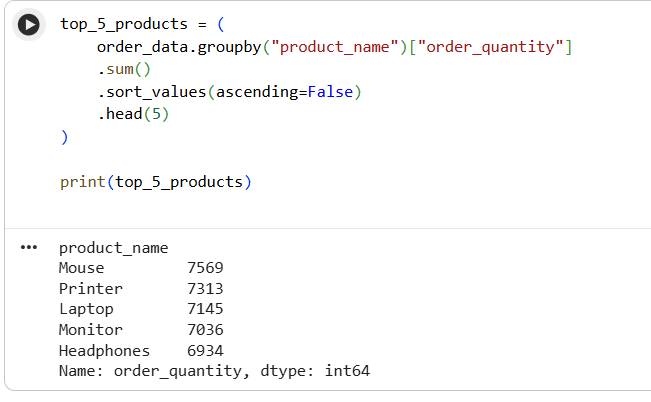 top_5_products = (
    order_data.groupby("product_name")["order_quantity"]
    .sum()
    .sort_values(ascending=False)
    .head(5)
)

print(top_5_products)

product_name
Mouse         7569
Printer       7313
Laptop        7145
Monitor       7036
Headphones    6934
Name: order_quantity, dtype: int64